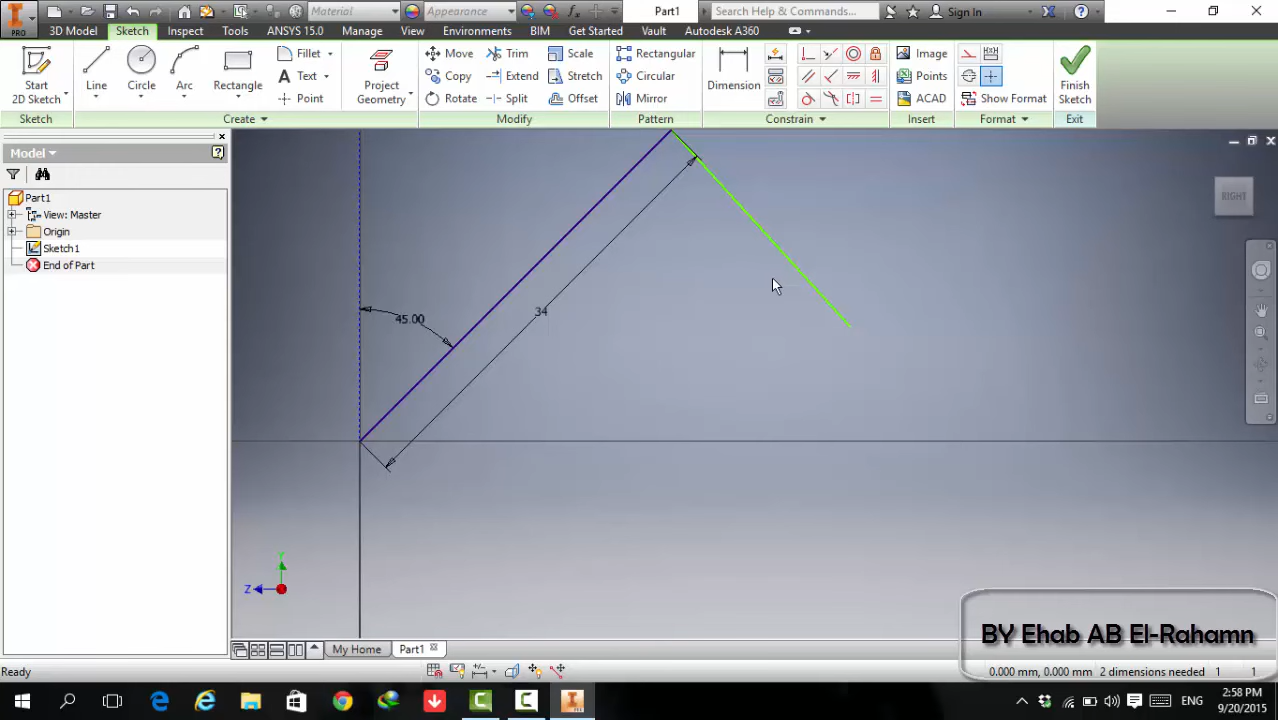 PRO
Material
Appearance
Part1
Search Help & Commands...
Sign In
3D Model
Sketch
Inspect
Tools
ANSYS 15.0
Manage
View
Environments
BIM
Get Started
Vault
Autodesk A360
Start
2D Sketch
Line
Circle
Arc
Rectangle
Fillet
Text
Point
Project
Geometry
Move
Copy
Rotate
Trim
Extend
Split
Scale
Stretch
Offset
Rectangular
Circular
Mirror
Dimension
Image
Points
ACAD
Show Format
Finish
Sketch
Sketch
Create
Modify
Pattern
Constrain
Insert
Format
Exit
Model
Part1
View: Master
Origin
Sketch1
End of Part
RIGHT
34
45.00
Y
Z
BY Ehab AB El-Rahamn
My Home
Part1
Ready
0.000 mm, 0.000 mm 2 dimensions needed 1 1
ENG
2:58 PM
9/20/2015